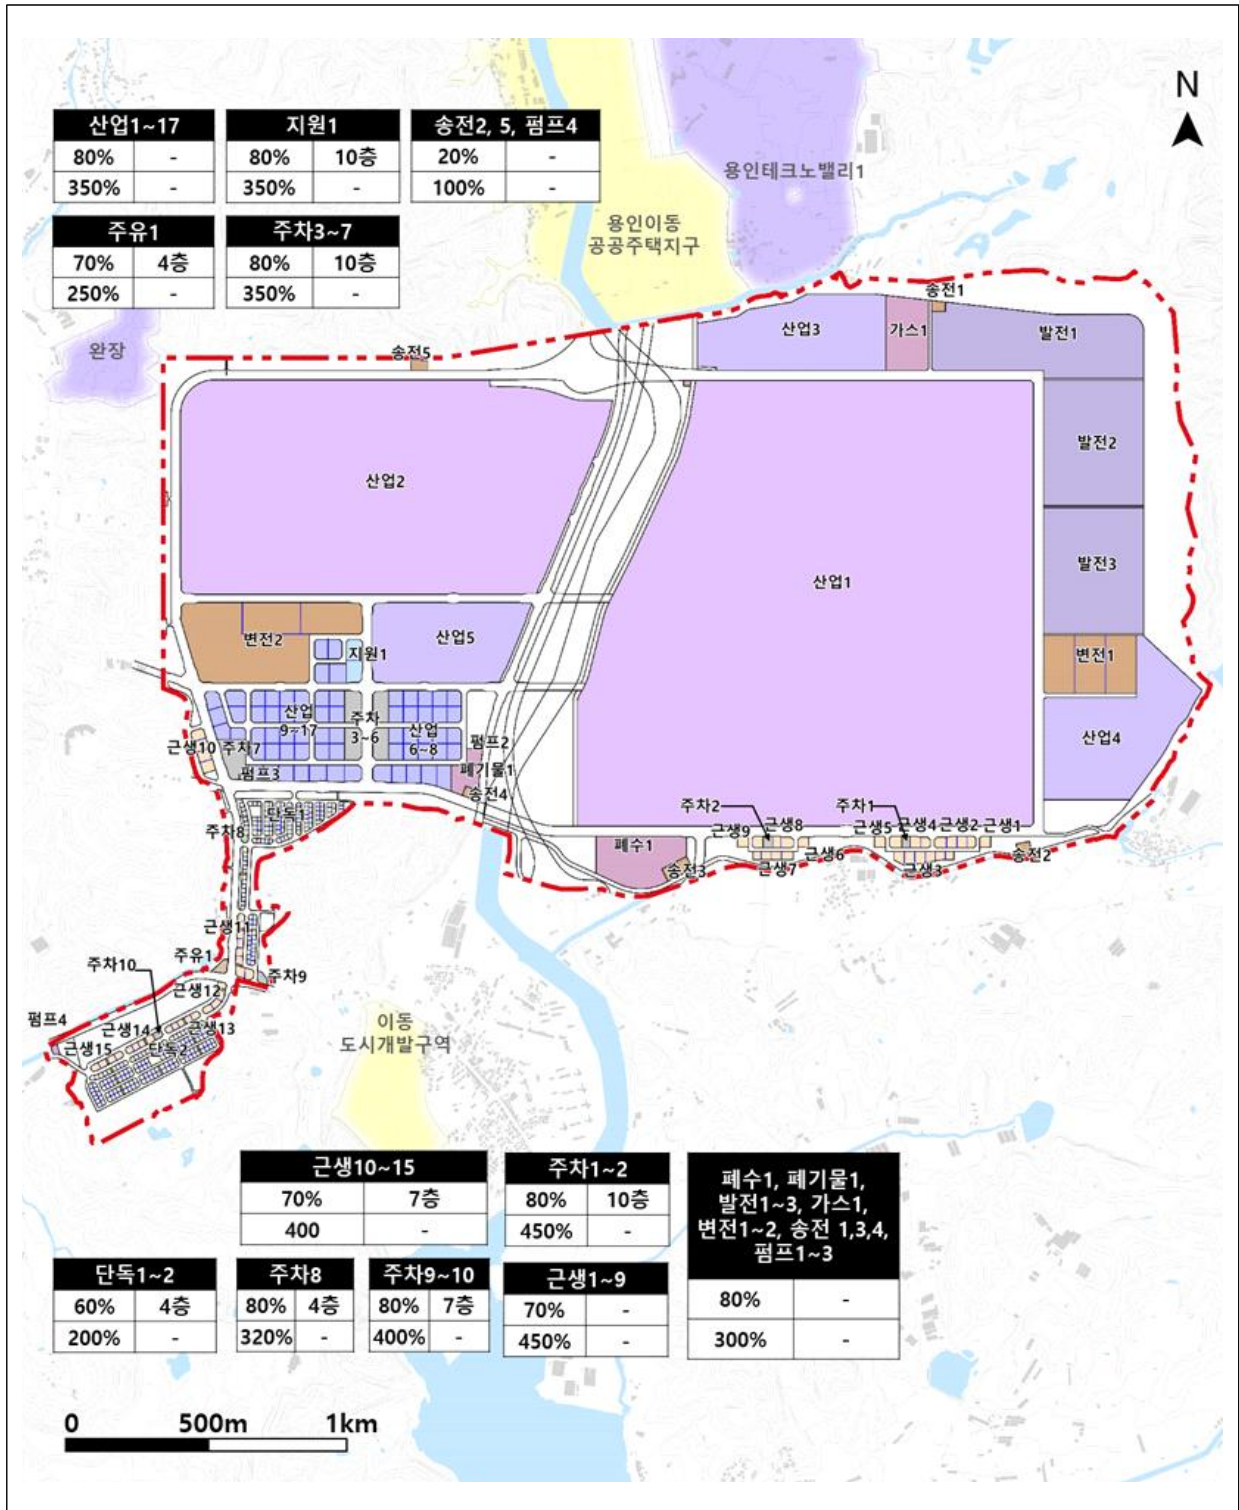 N
산업1~17
80% -
350% -
지원1
80% 10층
350% -
송전2, 5, 펌프4
20% -
100% -
주유1
70% 4층
250% -
주차3~7
80% 10층
350% -
용인테크노밸리1
용인이동
공공주택지구
완장
송전1
산업3
가스1
발전1
송전5
발전2
산업2
발전3
산업1
변전2
산업5
지원1
변전1
산업
9~17
주차
3~6
산업
6~8
산업4
근생10
주차7
펌프2
펌프3
폐기물1
송전4
단독1
주차8
주차2
주차1
근생9
근생8
근생5
근생4
근생2
근생1
폐수1
근생6
송전2
송전3
근생7
근생3
근생11
주유1
주차10
주차9
근생12
펌프4
근생14
근생13
근생15
단독2
이동
도시개발구역
근생10~15
70% 7층
400 -
주차1~2
80% 10층
450% -
폐수1, 폐기물1,
발전1~3, 가스1,
변전1~2, 송전 1,3,4,
펌프1~3
80% -
300% -
단독1~2
60% 4층
200% -
주차8
80% 4층
320% -
주차9~10
80% 7층
400% -
근생1~9
70% -
450% -
0 500m 1km